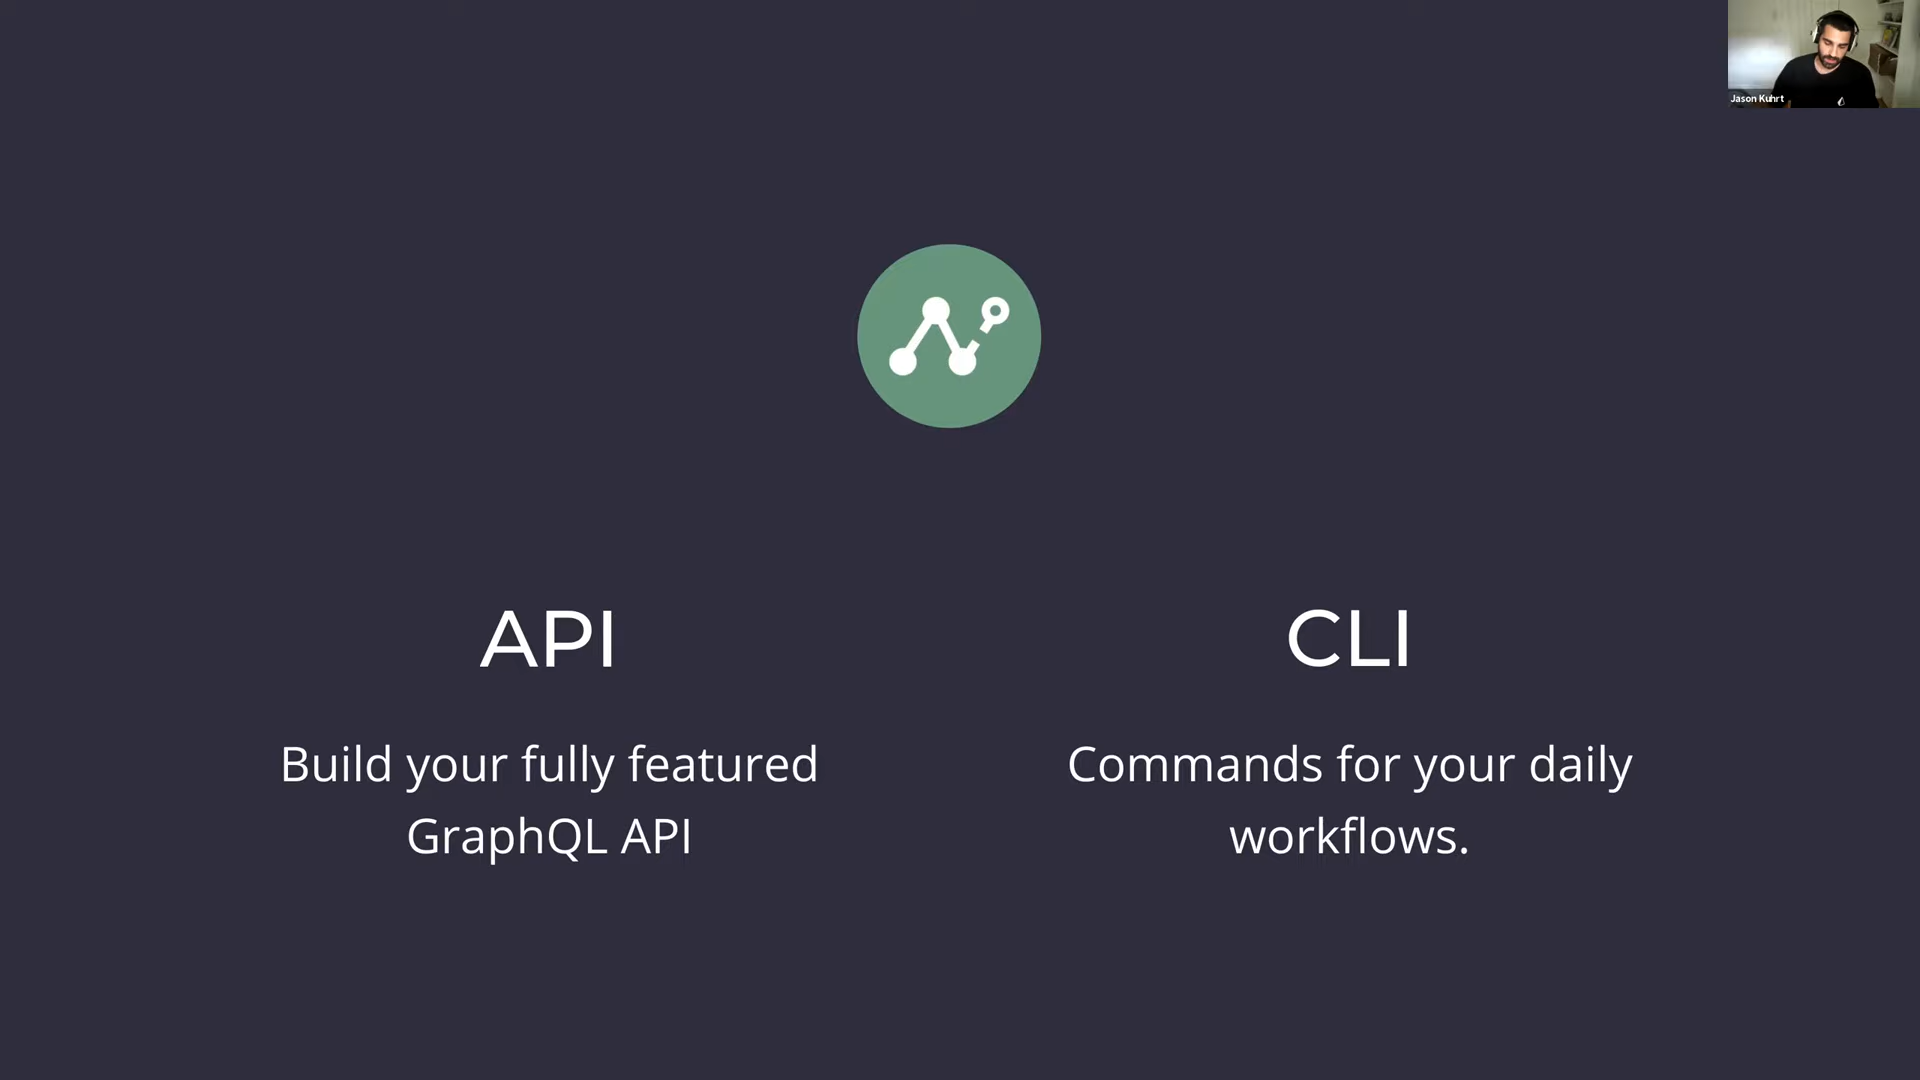 Jason Kuhrt
API
Build your fully featured
GraphQL API
CLI
Commands for your daily
workflows.